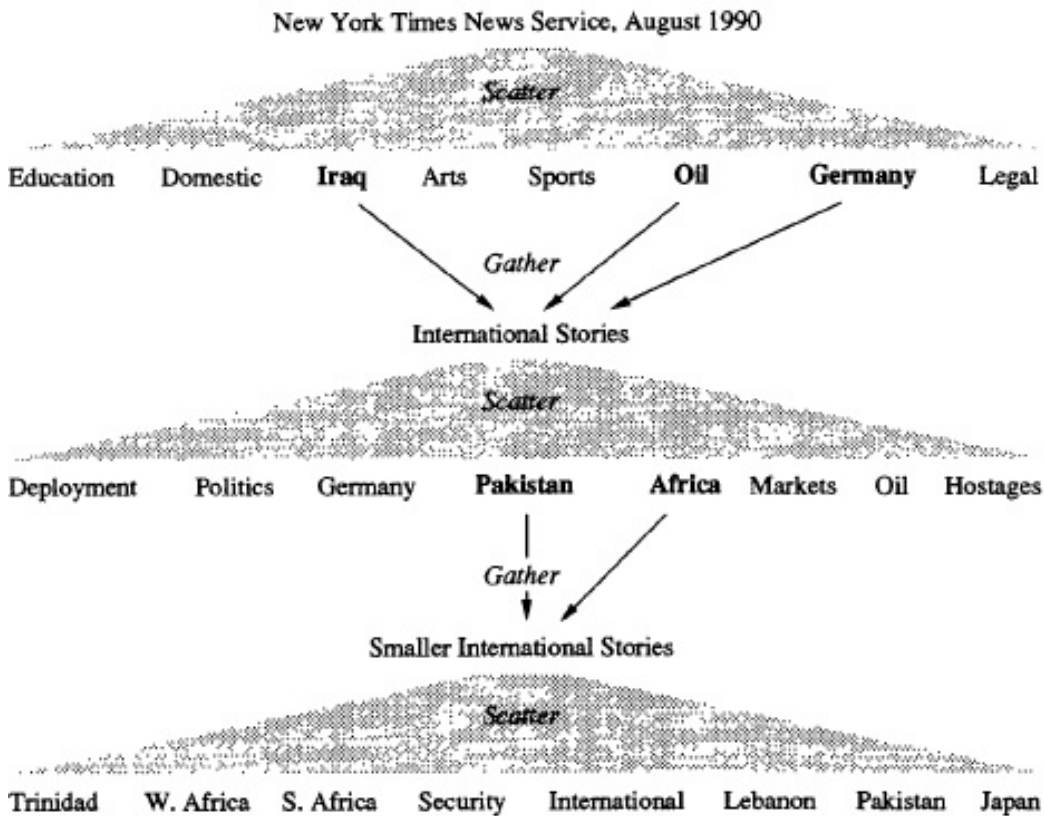 New York Times News Service, August 1990
Scatter
Education Domestic Iraq Arts Sports Oil Germany Legal
Gather
International Stories
Scatter
Deployment Politics Germany Pakistan Africa Markets Oil Hostages
Gather
Smaller International Stories
Scatter
Trinidad W. Africa S. Africa Security International Lebanon Pakistan Japan